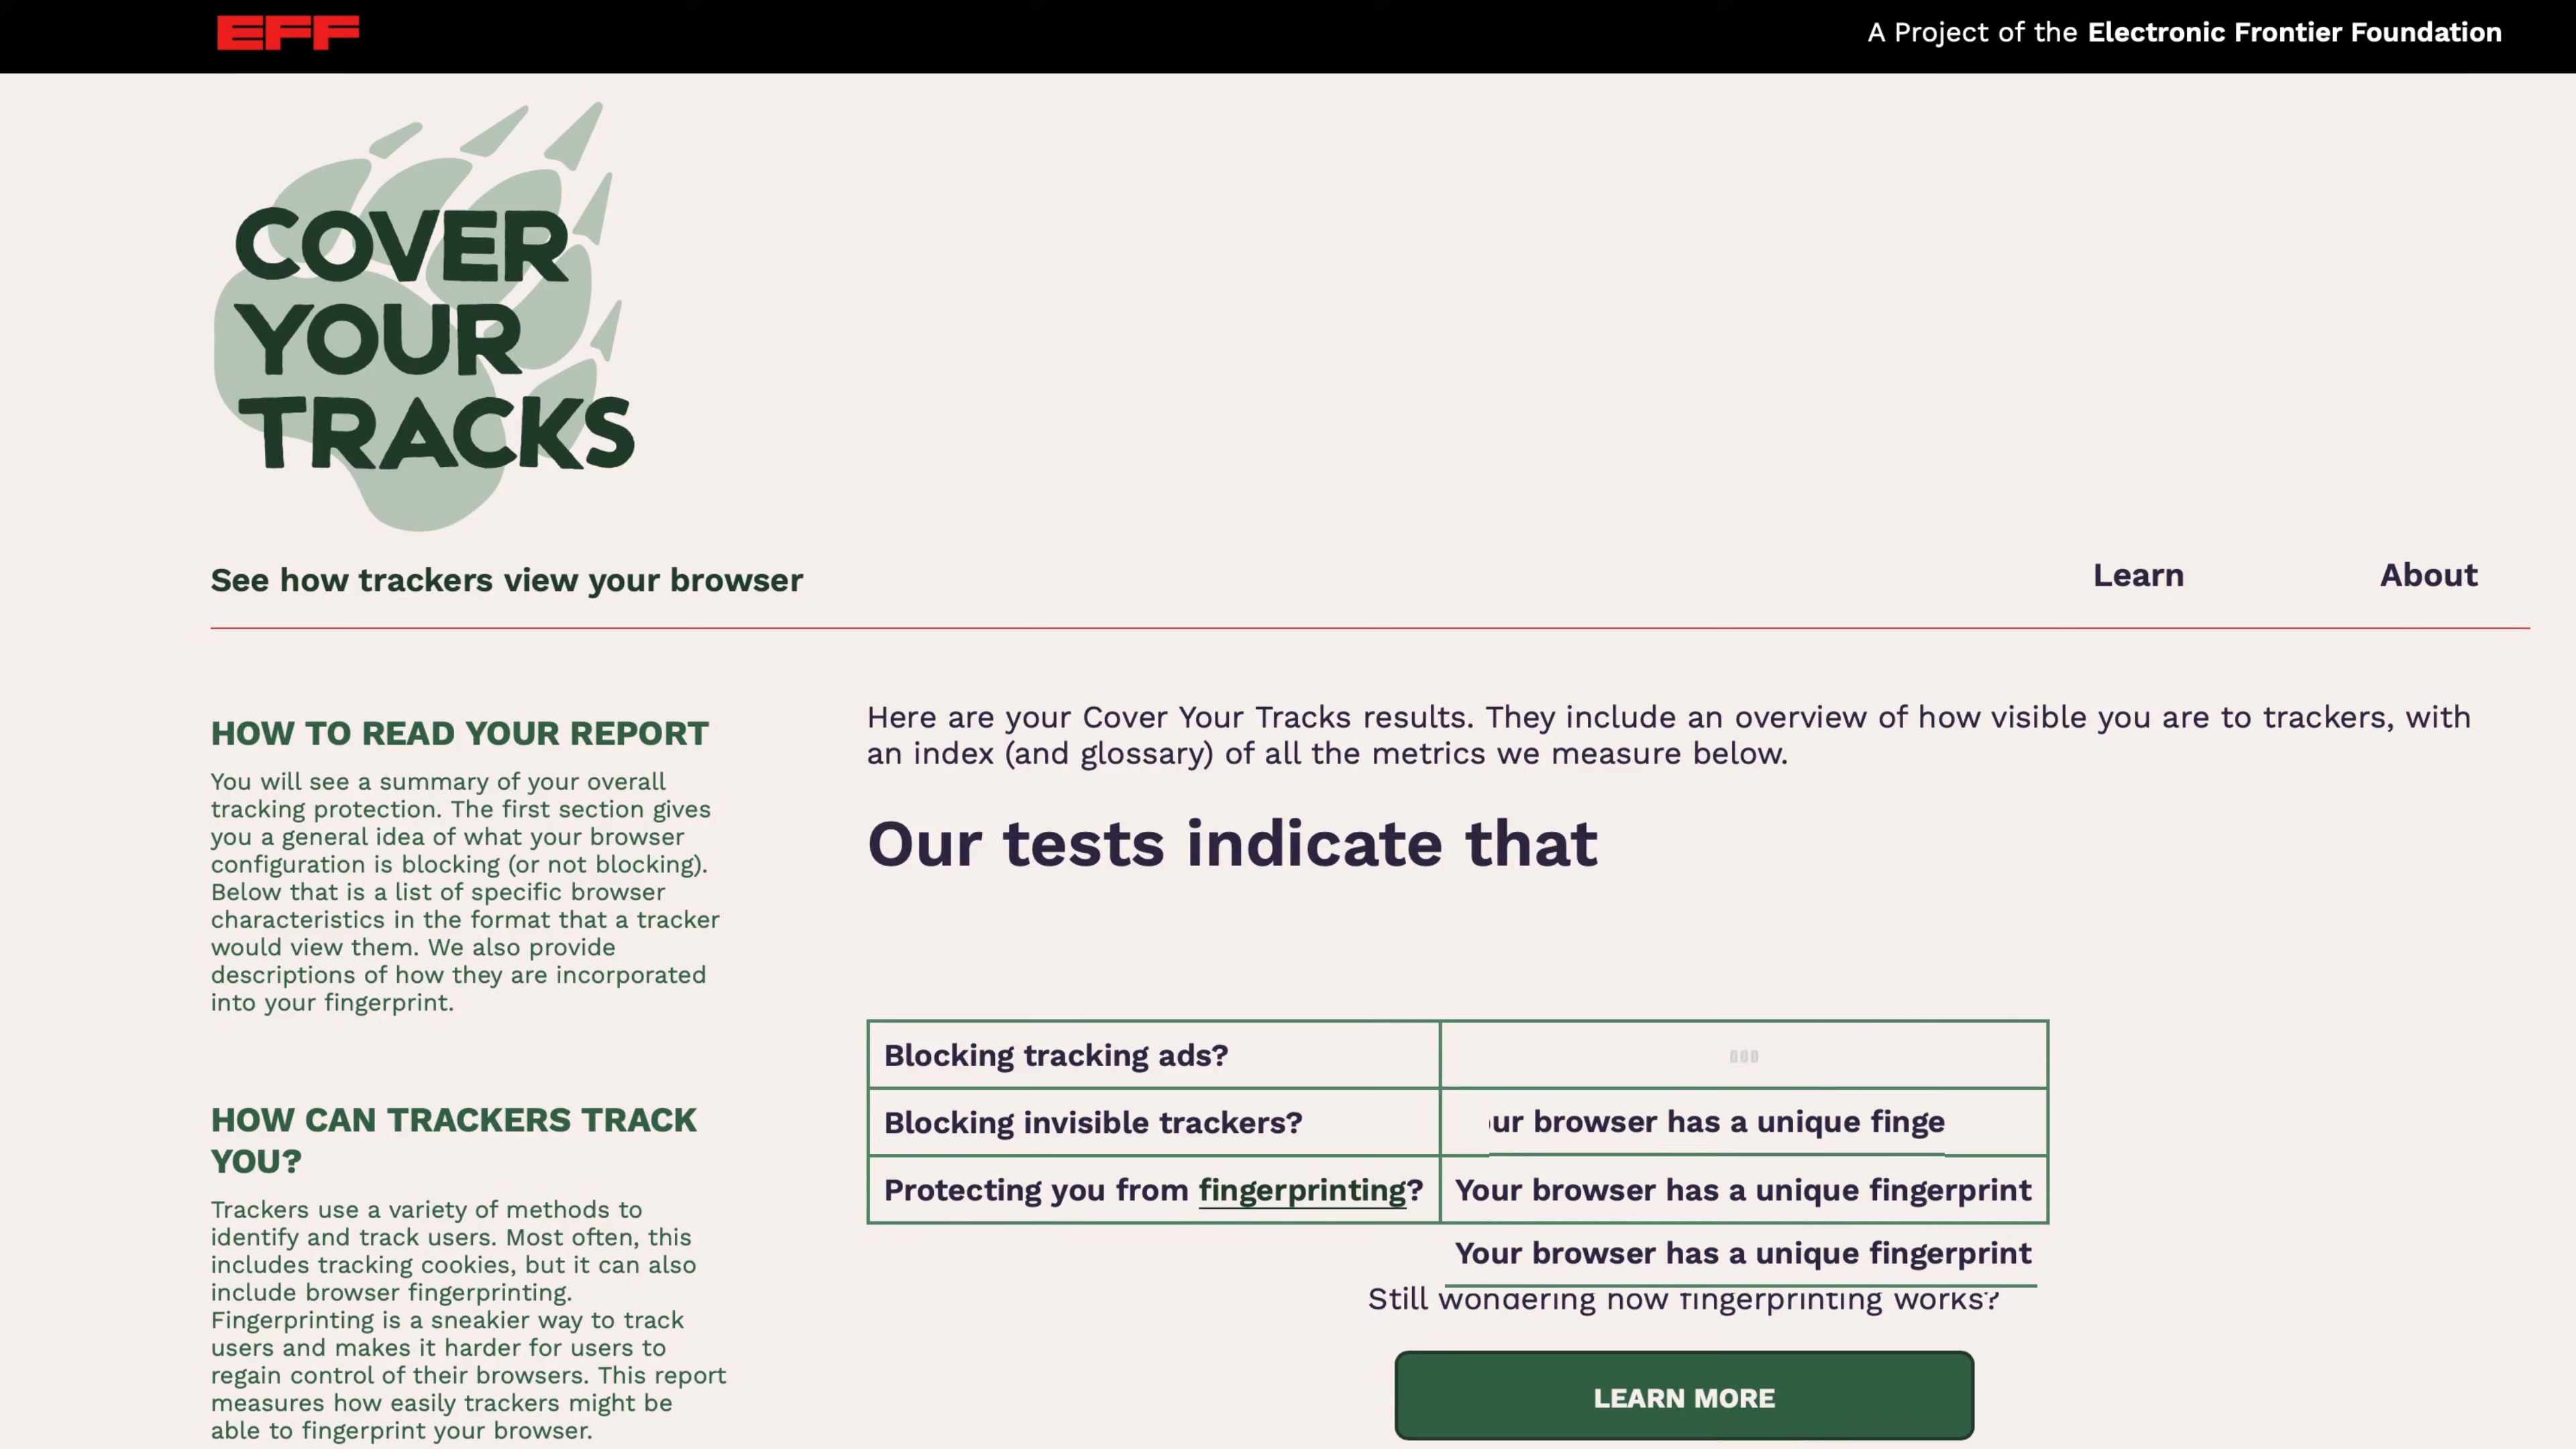 EFF
A Project of the Electronic Frontier Foundation
COVER
YOUR
TRACKS
See how trackers view your browser
Learn
About
HOW TO READ YOUR REPORT
You will see a summary of your overall
tracking protection. The first section gives
you a general idea of what your browser
configuration is blocking (or not blocking).
Below that is a list of specific browser
characteristics in the format that a tracker
would view them. We also provide
descriptions of how they are incorporated
into your fingerprint.
HOW CAN TRACKERS TRACK
YOU?
Trackers use a variety of methods to
identify and track users. Most often, this
includes tracking cookies, but it can also
include browser fingerprinting.
Fingerprinting is a sneakier way to track
users and makes it harder for users to
regain control of their browsers. This report
measures how easily trackers might be
able to fingerprint your browser.
Here are your Cover Your Tracks results. They include an overview of how visible you are to trackers, with
an index (and glossary) of all the metrics we measure below.
Our tests indicate that
Blocking tracking ads?
Blocking invisible trackers?
ur browser has a unique finge
Protecting you from fingerprinting?
Your browser has a unique fingerprint
Your browser has a unique fingerprint
Still wondering how fingerprinting works?
LEARN MORE